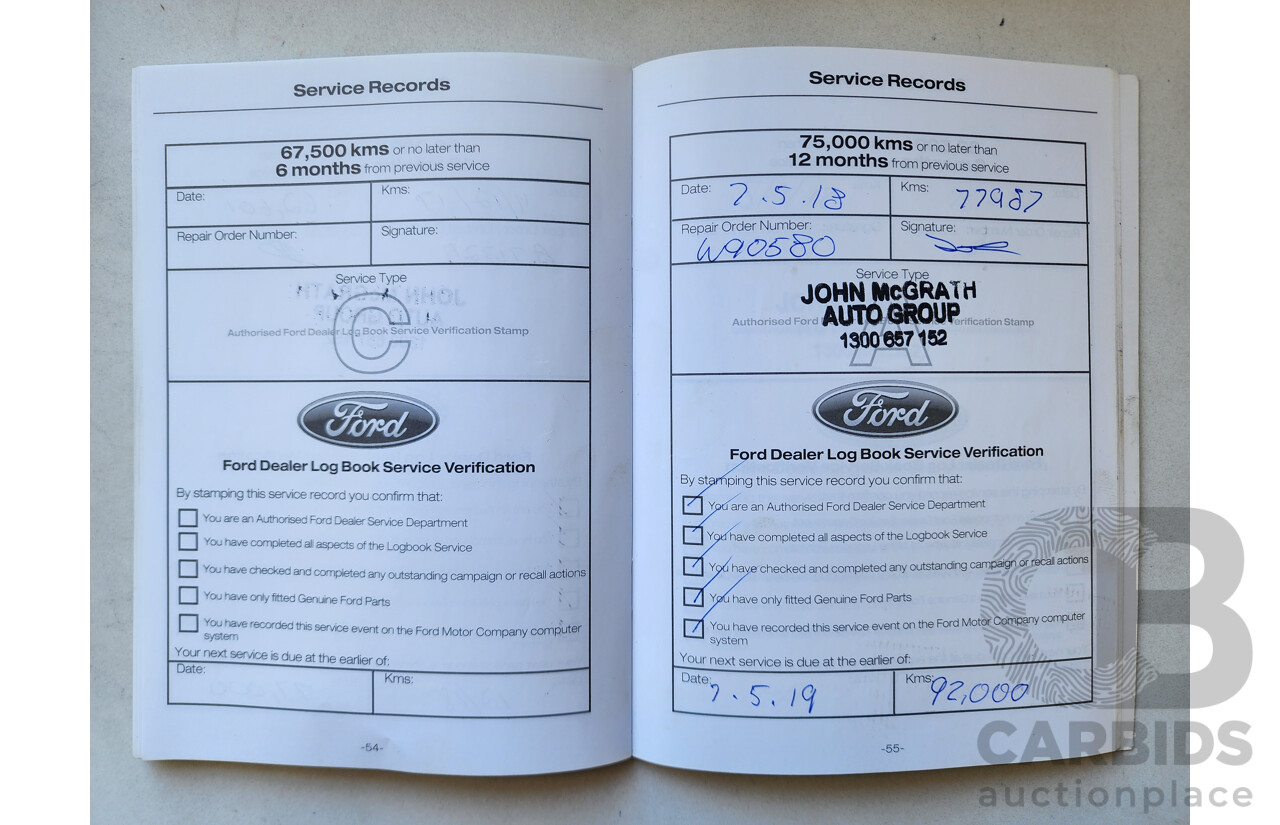 Service Records
67,500 kms or no later than
6 months from previous service
Date:
Kms:
Repair Order Number:
Signature:
Service Type
C
Authorised Ford Dealer Log Book Service Verification Stamp
Ford
Ford Dealer Log Book Service Verification
By stamping this service record you confirm that:
You are an Authorised Ford Dealer Service Department
You have completed all aspects of the Logbook Service
You have checked and completed any outstanding campaign or recall actions
You have only fitted Genuine Ford Parts
You have recorded this service event on the Ford Motor Company computer
system
Your next service is due at the earlier of:
Date:
Kms:
-54-
Service Records
75,000 kms or no later than
12 months from previous service
Date: 7.5.18
Kms: 77987
Repair Order Number:
W90580
Signature:
Service Type
JOHN McGRATH
AUTO GROUP
Authorised Ford Verification Stamp
1300 657 152
A
Ford
Ford Dealer Log Book Service Verification
By stamping this service record you confirm that:
You are an Authorised Ford Dealer Service Department
You have completed all aspects of the Logbook Service
You have checked and completed any outstanding campaign or recall actions
You have only fitted Genuine Ford Parts
You have recorded this service event on the Ford Motor Company computer
system
Your next service is due at the earlier of:
Date: 7.5.19
Kms: 92,000
-55-
CB
CARBIDS
auctionplace